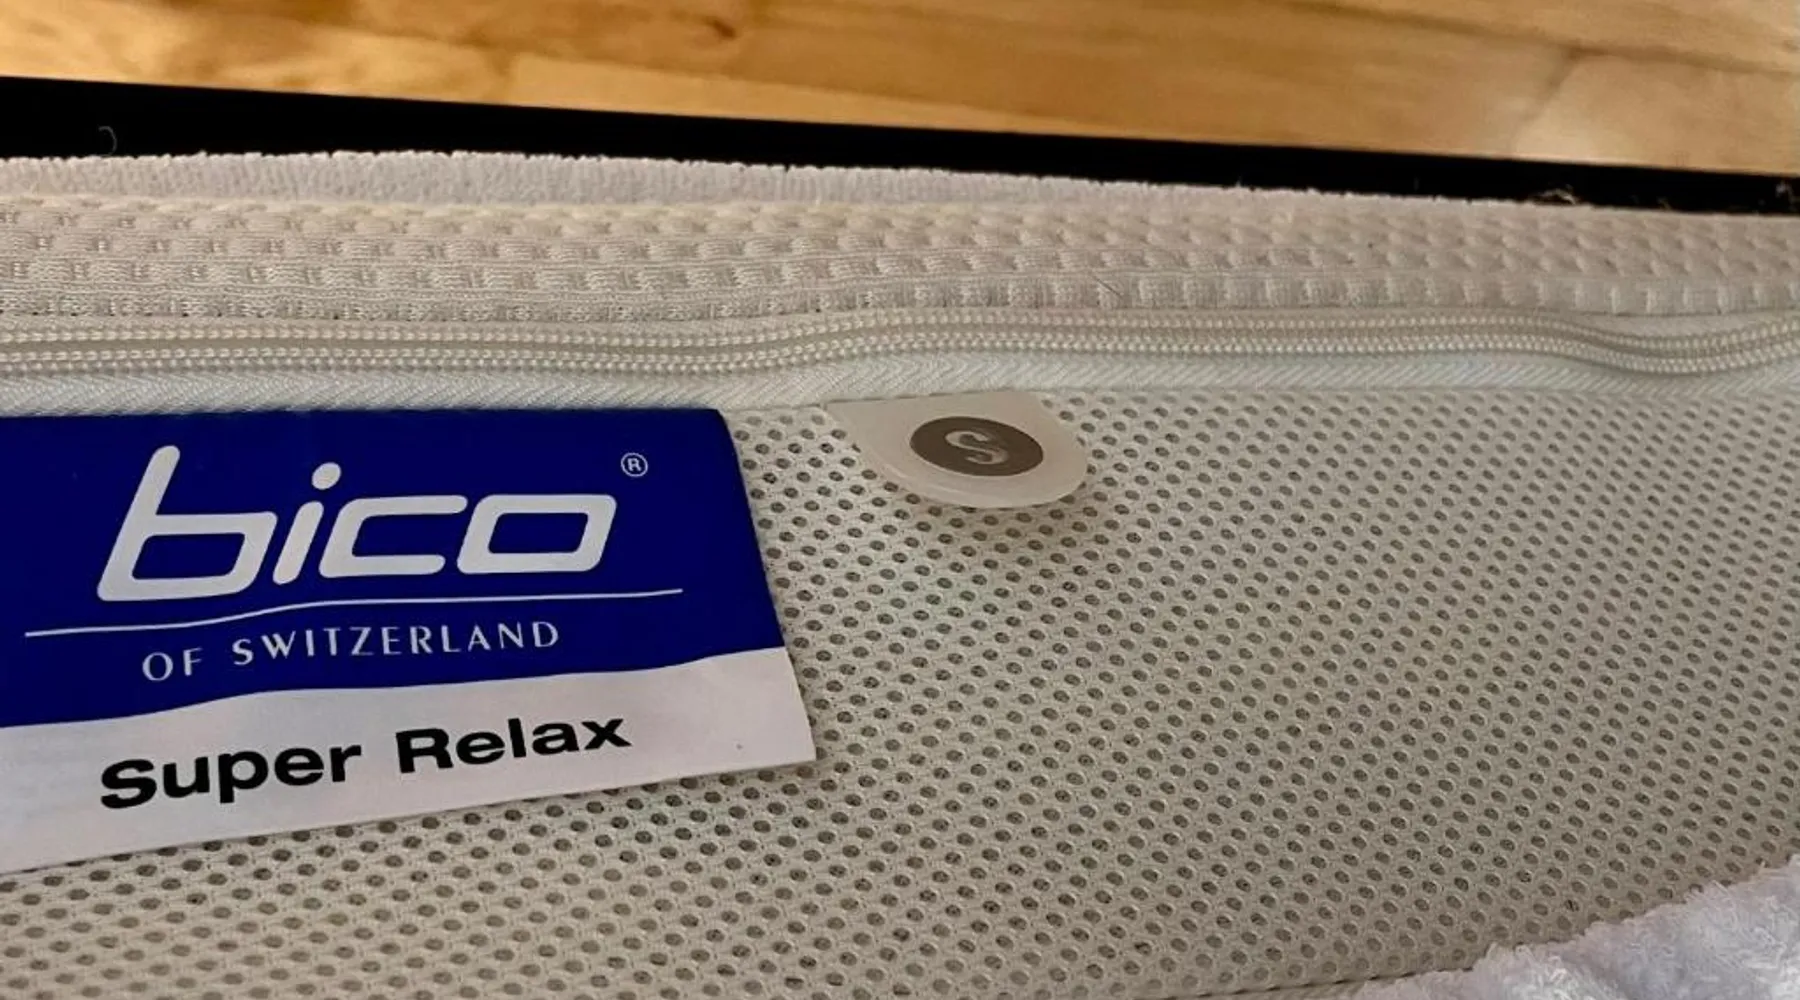 bico®
OF SWITZERLAND
Super Relax
S